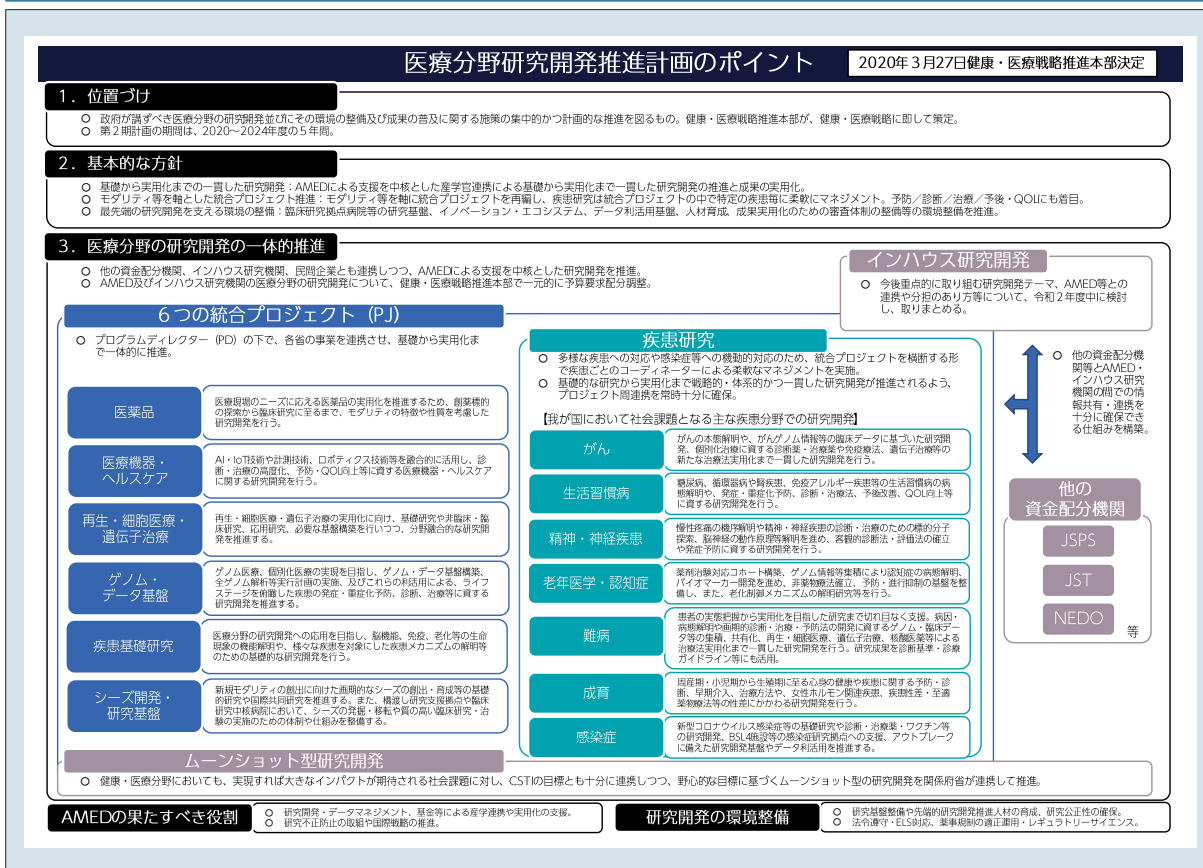 医療分野研究開発推進計画のポイント
2020年3月27日健康・医療戦略推進本部決定
1．位置づけ
○ 政府が講ずべき医療分野の研究開発並びにその環境の整備及び成果の普及に関する施策の集中的かつ計画的な推進を図るもの。健康・医療戦略推進本部が、健康・医療戦略に即して策定。
○ 第2期計画の期間は、2020～2024年度の5年間。
2．基本的な方針
○ 基礎から実用化までの一貫した研究開発：AMEDによる支援を中核とした産学官連携による基礎から実用化まで一貫した研究開発の推進と成果の実用化。
○ モダリティ等を軸とした統合プロジェクト推進：モダリティ等を軸に統合プロジェクトを再編し、疾患研究は統合プロジェクトの中で特定の疾患毎に柔軟にマネジメント。予防／診断／治療／予後・QOLにも着目。
○ 最先端の研究開発を支える環境の整備：臨床研究拠点病院等の研究基盤、イノベーション・エコシステム、データ利活用基盤、人材育成、成果実用化のための審査体制の整備等の環境整備を推進。
3．医療分野の研究開発の一体的推進
○ 他の資金配分機関、インハウス研究機関、民間企業とも連携しつつ、AMEDによる支援を中核とした研究開発を推進。
○ AMED及びインハウス研究機関の医療分野の研究開発について、健康・医療戦略推進本部で一元的に予算要求配分調整。
インハウス研究開発
○ 今後重点的に取り組む研究開発テーマ、AMED等との
連携や分担のあり方等について、令和2年度中に検討
し、取りまとめる。
6つの統合プロジェクト（PJ）
○ プログラムディレクター（PD）の下で、各省の事業を連携させ、基礎から実用化ま
で一体的に推進。
医薬品
医療現場のニーズに応える医薬品の実用化を推進するため、創薬標的
の探索から臨床研究に至るまで、モダリティの特徴や性質を考慮した
研究開発を行う。
医療機器・
ヘルスケア
AI・IoT技術や計測技術、ロボティクス技術等を融合的に活用し、診
断・治療の高度化、予防・QOL向上等に資する医療機器・ヘルスケア
に関する研究開発を行う。
再生・細胞医療・
遺伝子治療
再生・細胞医療・遺伝子治療の実用化に向け、基礎研究や非臨床・臨
床研究、応用研究、必要な基盤構築を行いつつ、分野融合的な研究開
発を推進する。
ゲノム・
データ基盤
ゲノム医療、個別化医療の実現を目指し、ゲノム・データ基盤構築、
全ゲノム解析等実行計画の実施、及びこれらの利活用による、ライフ
ステージを俯瞰した疾患の発症・重症化予防、診断、治療等に資する
研究開発を推進する。
疾患基礎研究
医療分野の研究開発への応用を目指し、脳機能、免疫、老化等の生命
現象の機能解明や、様々な疾患を対象にした疾患メカニズムの解明等
のための基礎的な研究開発を行う。
シーズ開発・
研究基盤
新規モダリティの創出に向けた画期的なシーズの創出・育成等の基礎
的研究や国際共同研究を推進する。また、橋渡し研究支援拠点や臨床
研究中核病院において、シーズの発掘・移転や質の高い臨床研究・治
験の実施のための体制や仕組みを整備する。
疾患研究
○ 多様な疾患への対応や感染症等への機動的対応のため、統合プロジェクトを横断する形
で疾患ごとのコーディネーターによる柔軟なマネジメントを実施。
○ 基礎的な研究から実用化まで戦略的・体系的かつ一貫した研究開発が推進されるよう、
プロジェクト間連携を常時十分に確保。
【我が国において社会課題となる主な疾患分野での研究開発】
がん
がんの本態解明や、がんゲノム情報等の臨床データに基づいた研究開
発、個別化治療に資する診断薬・治療薬や免疫療法、遺伝子治療等の
新たな治療法実用化まで一貫した研究開発を行う。
生活習慣病
糖尿病、循環器病や腎疾患、免疫アレルギー疾患等の生活習慣病の病
態解明や、発症・重症化予防、診断・治療法、予後改善、QOL向上等
に資する研究開発を行う。
精神・神経疾患
慢性疼痛の機序解明や精神・神経疾患の診断・治療のための標的分子
探索、脳神経の動作原理等解明を進め、客観的診断法・評価法の確立
や発症予防に資する研究開発を行う。
老年医学・認知症
薬剤治験対応コホート構築、ゲノム情報等集積により認知症の病態解明、
バイオマーカー開発を進め、非薬物療法確立、予防・進行抑制の基盤を整
備し、また、老化制御メカニズムの解明研究等を行う。
難病
患者の実態把握から実用化を目指した研究まで切れ目なく支援。病因・
病態解明や画期的な診断・治療・予防法の開発に資するゲノム・臨床デー
タ等の集積、共有化、再生・細胞医療、遺伝子治療、核酸医薬等による
治療法実用化まで一貫した研究開発を行う。研究成果を診断基準・診療
ガイドライン等にも活用。
成育
周産期・小児期から生殖期に至る心身の健康や疾患に関する予防・診
断、早期介入、治療方法や、女性ホルモン関連疾患、疾患性差・至適
薬物療法等の性差にかかわる研究開発を行う。
感染症
新型コロナウイルス感染症等の基礎研究や診断・治療薬・ワクチン等
の研究開発、BSL4施設等の感染症研究拠点への支援、アウトブレーク
に備えた研究開発基盤やデータ利活用を推進する。
○ 他の資金配分機
関等とAMED・
インハウス研究
機関の間での情
報共有・連携を
十分に確保でき
る仕組みを構築。
他の
資金配分機関
JSPS
JST
NEDO
等
ムーンショット型研究開発
○ 健康・医療分野においても、実現すれば大きなインパクトが期待される社会課題に対し、CSTIの目標とも十分に連携しつつ、野心的な目標に基づくムーンショット型の研究開発を関係府省が連携して推進。
AMEDの果たすべき役割
○ 研究開発・データマネジメント、基金等による産学連携や実用化の支援。
○ 研究不正防止の取組や国際戦略の推進。
研究開発の環境整備
○ 研究基盤整備や先端的研究開発推進人材の育成、研究公正性の確保。
○ 法令遵守・ELSI対応、薬事規制の適正運用・レギュラトリーサイエンス。